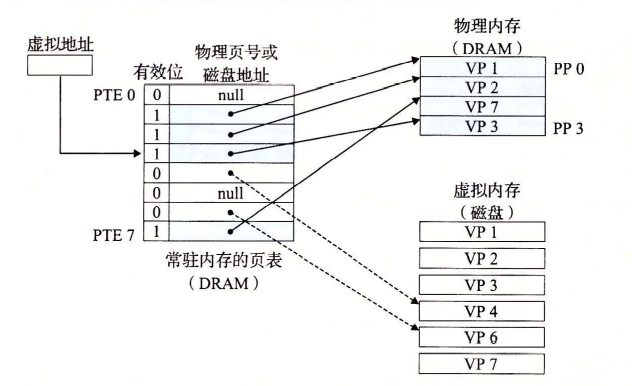 虚拟地址
有效位
物理页号或
磁盘地址
PTE 0
0
null
1
1
1
0
0
null
0
PTE 7
1
常驻内存的页表
（DRAM）
物理内存
（DRAM）
VP 1
PP 0
VP 2
VP 7
VP 3
PP 3
虚拟内存
（磁盘）
VP 1
VP 2
VP 3
VP 4
VP 6
VP 7